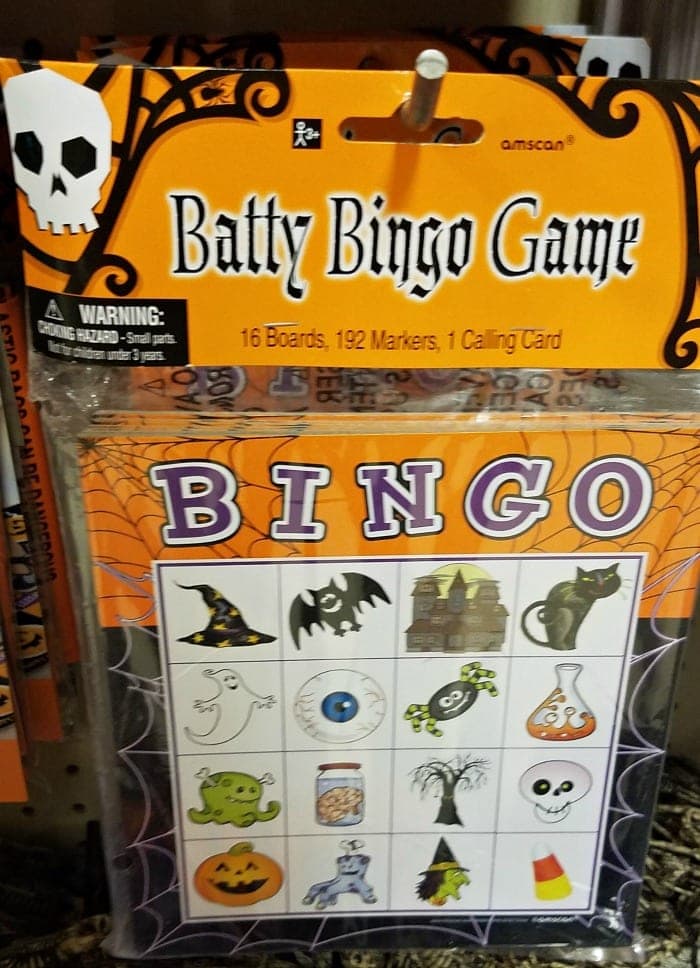 3+
amscan®
Batty Bingo Game
WARNING:
CHOKING HAZARD - Small parts.
Not for children under 3 years.
16 Boards, 192 Markers, 1 Calling Card
BINGO